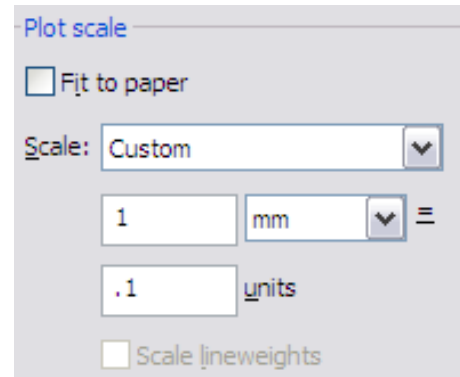 Plot scale
Fit to paper
Scale: Custom
1 mm =
.1 units
Scale lineweights